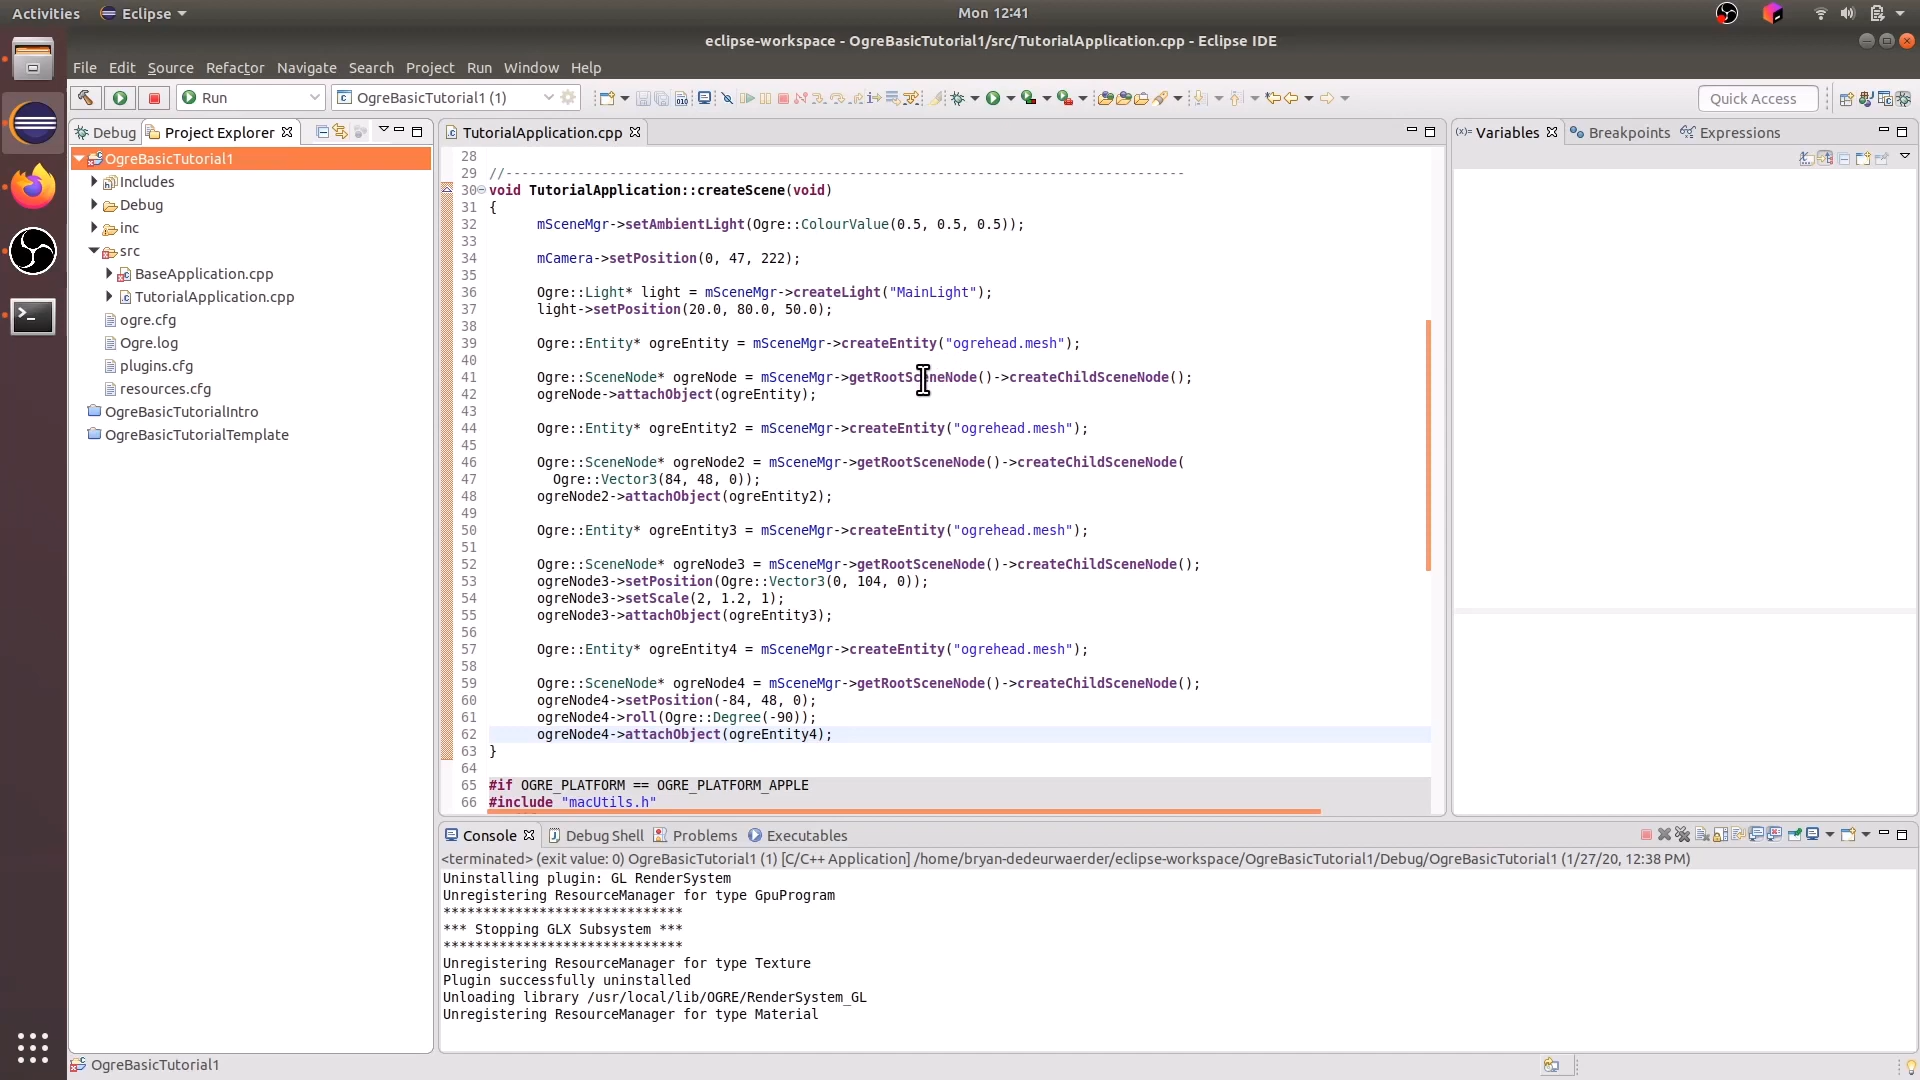 Activities Eclipse Mon 12:41
eclipse-workspace - OgreBasicTutorial1/src/TutorialApplication.cpp - Eclipse IDE
File Edit Source Refactor Navigate Search Project Run Window Help
Run OgreBasicTutorial1 (1) Quick Access
Debug Project Explorer
OgreBasicTutorial1
Includes
Debug
inc
src
BaseApplication.cpp
TutorialApplication.cpp
ogre.cfg
Ogre.log
plugins.cfg
resources.cfg
OgreBasicTutorialIntro
OgreBasicTutorialTemplate
TutorialApplication.cpp
28
29 //-------------------------------------------------------------------------------------
30 void TutorialApplication::createScene(void)
31 {
32 mSceneMgr->setAmbientLight(Ogre::ColourValue(0.5, 0.5, 0.5));
33
34 mCamera->setPosition(0, 47, 222);
35
36 Ogre::Light* light = mSceneMgr->createLight("MainLight");
37 light->setPosition(20.0, 80.0, 50.0);
38
39 Ogre::Entity* ogreEntity = mSceneMgr->createEntity("ogrehead.mesh");
40
41 Ogre::SceneNode* ogreNode = mSceneMgr->getRootSceneNode()->createChildSceneNode();
42 ogreNode->attachObject(ogreEntity);
43
44 Ogre::Entity* ogreEntity2 = mSceneMgr->createEntity("ogrehead.mesh");
45
46 Ogre::SceneNode* ogreNode2 = mSceneMgr->getRootSceneNode()->createChildSceneNode(
47 Ogre::Vector3(84, 48, 0));
48 ogreNode2->attachObject(ogreEntity2);
49
50 Ogre::Entity* ogreEntity3 = mSceneMgr->createEntity("ogrehead.mesh");
51
52 Ogre::SceneNode* ogreNode3 = mSceneMgr->getRootSceneNode()->createChildSceneNode();
53 ogreNode3->setPosition(Ogre::Vector3(0, 104, 0));
54 ogreNode3->setScale(2, 1.2, 1);
55 ogreNode3->attachObject(ogreEntity3);
56
57 Ogre::Entity* ogreEntity4 = mSceneMgr->createEntity("ogrehead.mesh");
58
59 Ogre::SceneNode* ogreNode4 = mSceneMgr->getRootSceneNode()->createChildSceneNode();
60 ogreNode4->setPosition(-84, 48, 0);
61 ogreNode4->roll(Ogre::Degree(-90));
62 ogreNode4->attachObject(ogreEntity4);
63 }
64
65 #if OGRE_PLATFORM == OGRE_PLATFORM_APPLE
66 #include "macUtils.h"
Variables Breakpoints Expressions
Console Debug Shell Problems Executables
<terminated> (exit value: 0) OgreBasicTutorial1 (1) [C/C++ Application] /home/bryan-dedeurwaerder/eclipse-workspace/OgreBasicTutorial1/Debug/OgreBasicTutorial1 (1/27/20, 12:38 PM)
Uninstalling plugin: GL RenderSystem
Unregistering ResourceManager for type GpuProgram
******************************
*** Stopping GLX Subsystem ***
******************************
Unregistering ResourceManager for type Texture
Plugin successfully uninstalled
Unloading library /usr/local/lib/OGRE/RenderSystem_GL
Unregistering ResourceManager for type Material
OgreBasicTutorial1